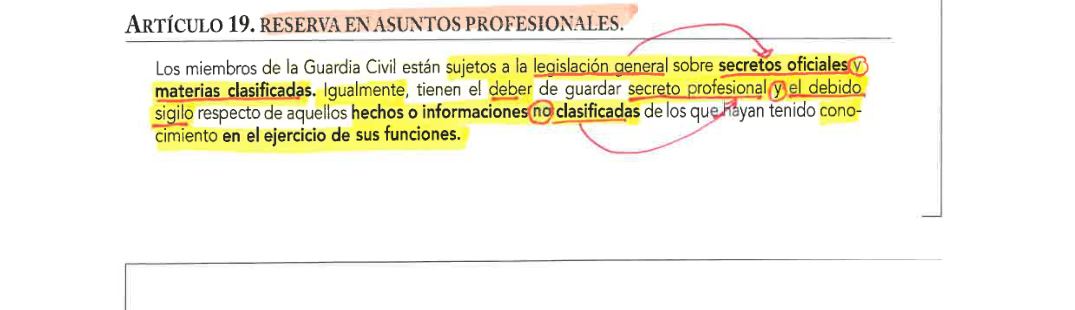 ARTÍCULO 19. RESERVA EN ASUNTOS PROFESIONALES.
Los miembros de la Guardia Civil están sujetos a la legislación general sobre secretos oficiales y
materias clasificadas. Igualmente, tienen el deber de guardar secreto profesional y el debido
sigilo respecto de aquellos hechos o informaciones no clasificadas de los que hayan tenido cono-
cimiento en el ejercicio de sus funciones.